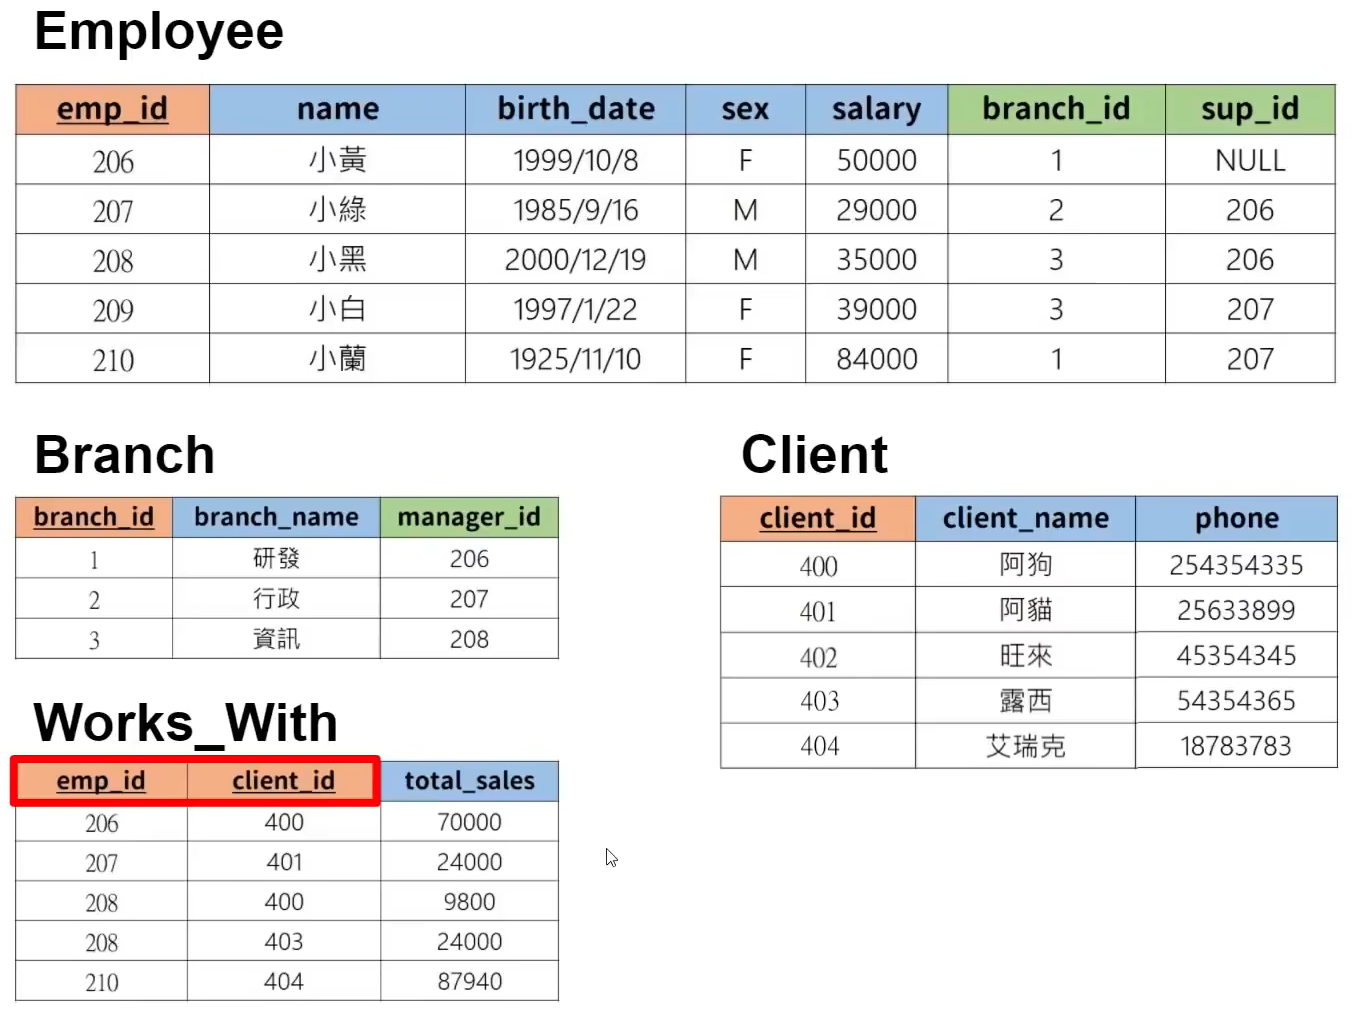 Employee
emp_id name birth_date sex salary branch_id sup_id
206 小黃 1999/10/8 F 50000 1 NULL
207 小綠 1985/9/16 M 29000 2 206
208 小黑 2000/12/19 M 35000 3 206
209 小白 1997/1/22 F 39000 3 207
210 小蘭 1925/11/10 F 84000 1 207
Branch
branch_id branch_name manager_id
1 研發 206
2 行政 207
3 資訊 208
Client
client_id client_name phone
400 阿狗 254354335
401 阿貓 25633899
402 旺來 45354345
403 露西 54354365
404 艾瑞克 18783783
Works_With
emp_id client_id total_sales
206 400 70000
207 401 24000
208 400 9800
208 403 24000
210 404 87940